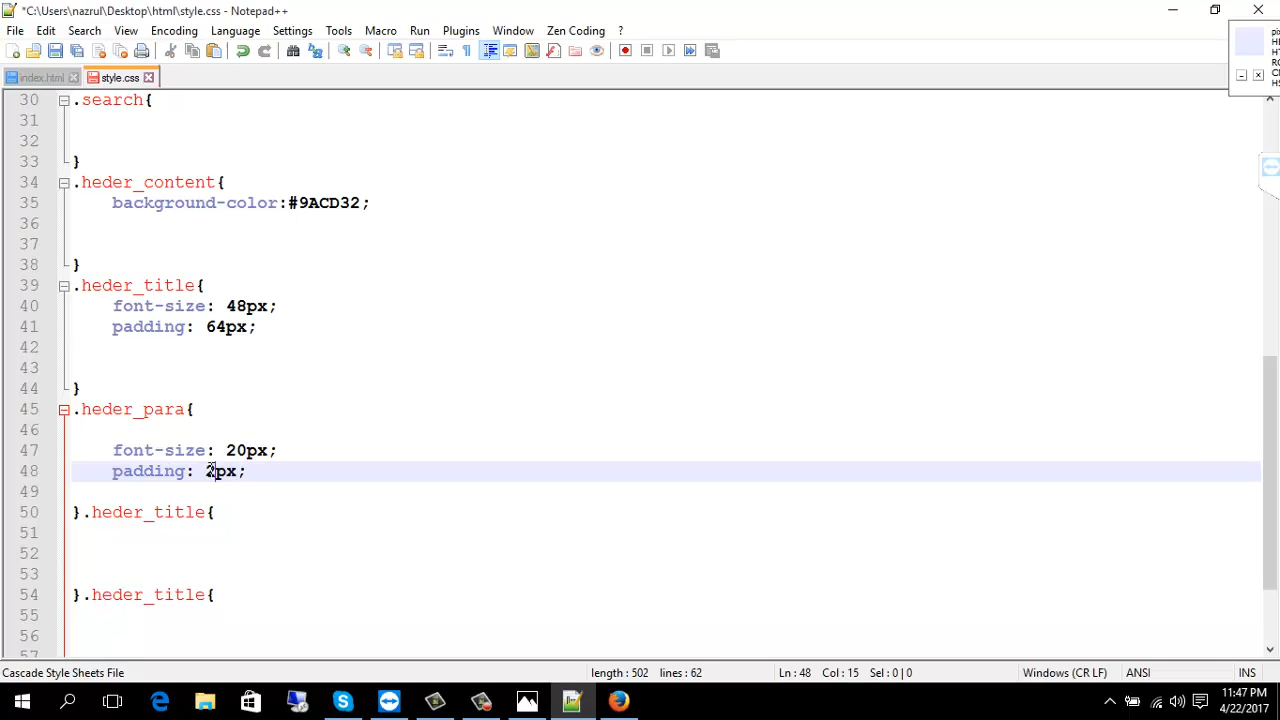 *C:\Users\nazrul\Desktop\html\style.css - Notepad++
File Edit Search View Encoding Language Settings Tools Macro Run Plugins Window Zen Coding ? X
index.html style.css
30 .search{
31
32
33 }
34 .heder_content{
35 background-color:#9ACD32;
36
37
38 }
39 .heder_title{
40 font-size: 48px;
41 padding: 64px;
42
43
44 }
45 .heder_para{
46
47 font-size: 20px;
48 padding: 2px;
49
50 }.heder_title{
51
52
53
54 }.heder_title{
55
56
57
Cascade Style Sheets File length : 502 lines : 62 Ln : 48 Col : 15 Sel : 0 | 0 Windows (CR LF) ANSI INS
11:47 PM
4/22/2017